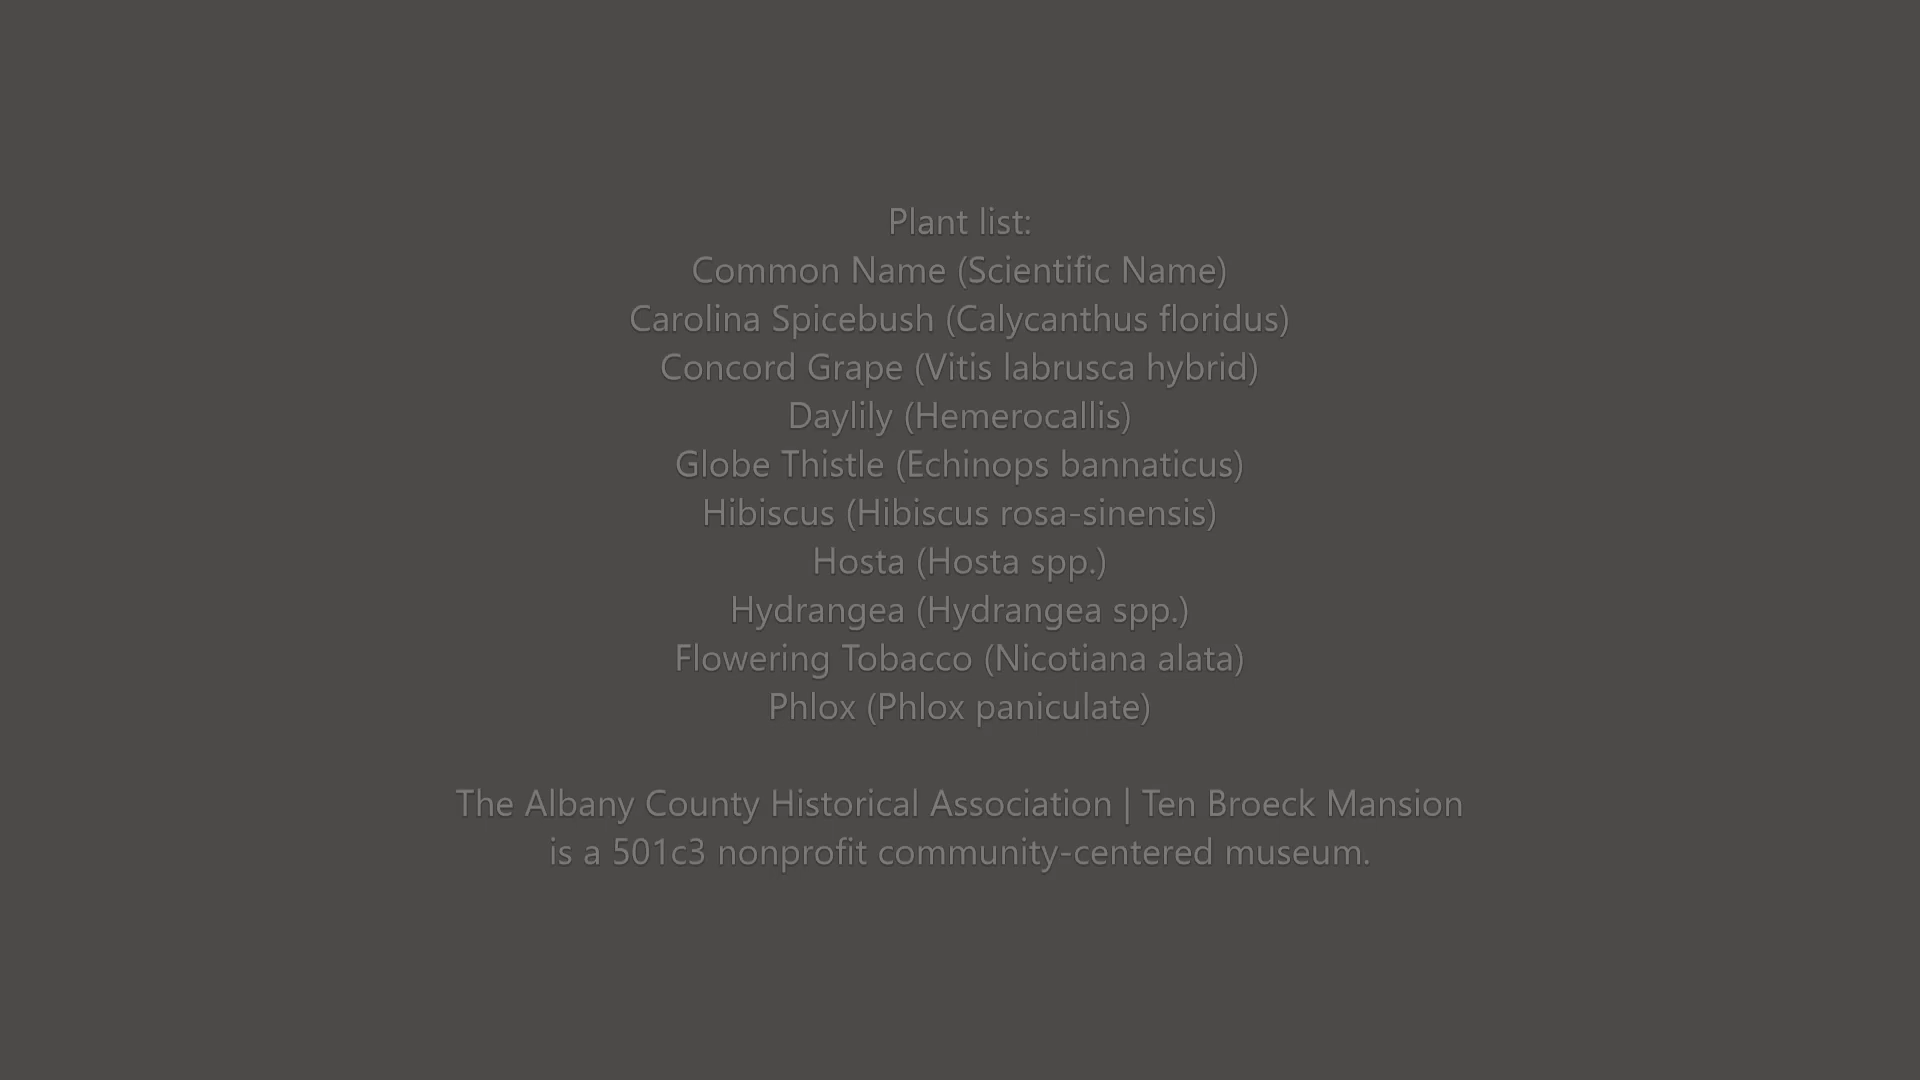 Plant list:
Common Name (Scientific Name)
Carolina Spicebush (Calycanthus floridus)
Concord Grape (Vitis labrusca hybrid)
Daylily (Hemerocallis)
Globe Thistle (Echinops bannaticus)
Hibiscus (Hibiscus rosa-sinensis)
Hosta (Hosta spp.)
Hydrangea (Hydrangea spp.)
Flowering Tobacco (Nicotiana alata)
Phlox (Phlox paniculate)
The Albany County Historical Association | Ten Broeck Mansion
is a 501c3 nonprofit community-centered museum.